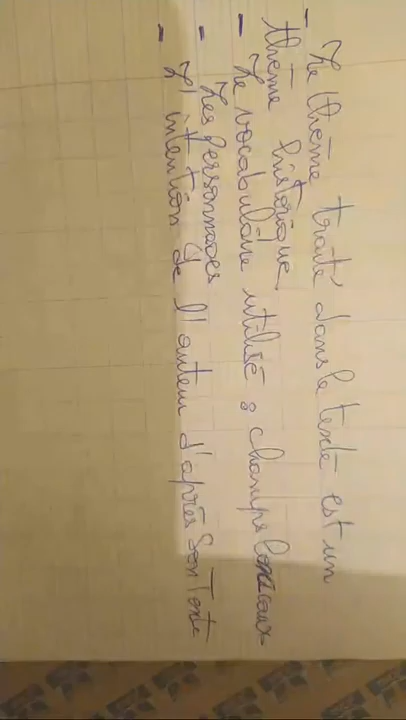 - Le thème traité dans le texte est un
thème historique.
- Le vocabulaire utilisé : champs lexicaux
- Les personnages
- L'intention de l'auteur d'après son texte